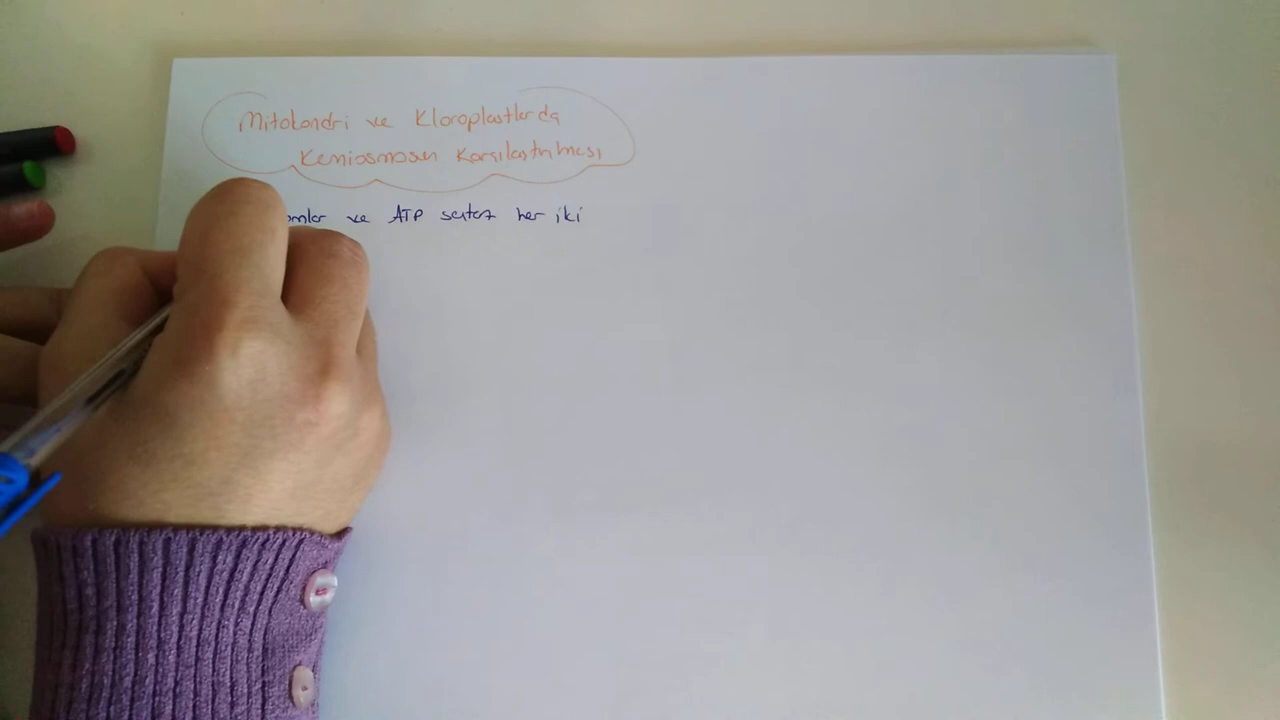 Mitokondri ve Kloroplastlarda
Kemiosmosun Karşılaştırılması
ve ATP sentaz her iki